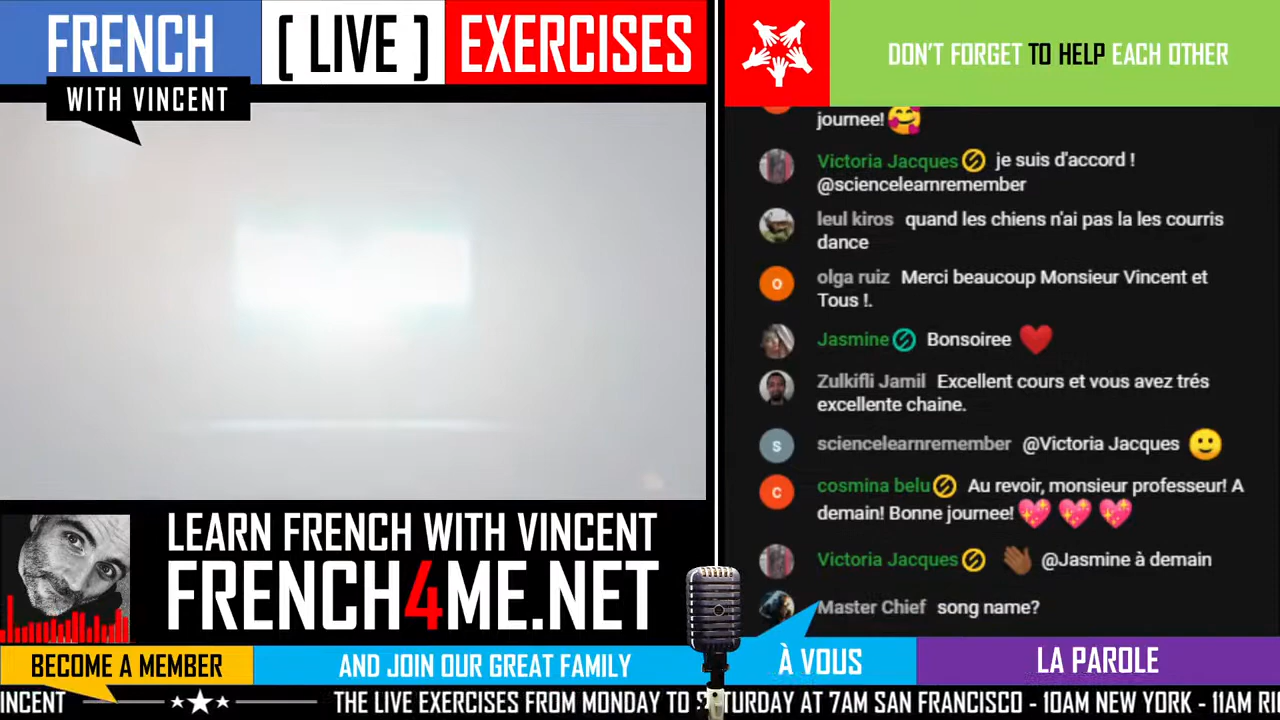 FRENCH
[ LIVE ]
EXERCISES
WITH VINCENT
DON'T FORGET TO HELP EACH OTHER
journee! 🥰
Victoria Jacques je suis d'accord !
@sciencelearnremember
leul kiros quand les chiens n'ai pas la les courris
dance
O
olga ruiz Merci beaucoup Monsieur Vincent et
Tous !.
Jasmine Bonsoiree ❤️
Zulkifli Jamil Excellent cours et vous avez trés
excellente chaine.
S
sciencelearnremember @Victoria Jacques 🙂
C
cosmina belu Au revoir, monsieur professeur! A
demain! Bonne journee! 💖 💖 💖
Victoria Jacques 👋🏾 @Jasmine à demain
Master Chief song name?
LEARN FRENCH WITH VINCENT
FRENCH4ME.NET
BECOME A MEMBER
AND JOIN OUR GREAT FAMILY
À VOUS
LA PAROLE
INCENT
THE LIVE EXERCISES FROM MONDAY TO SATURDAY AT 7AM SAN FRANCISCO - 10AM NEW YORK - 11AM RI